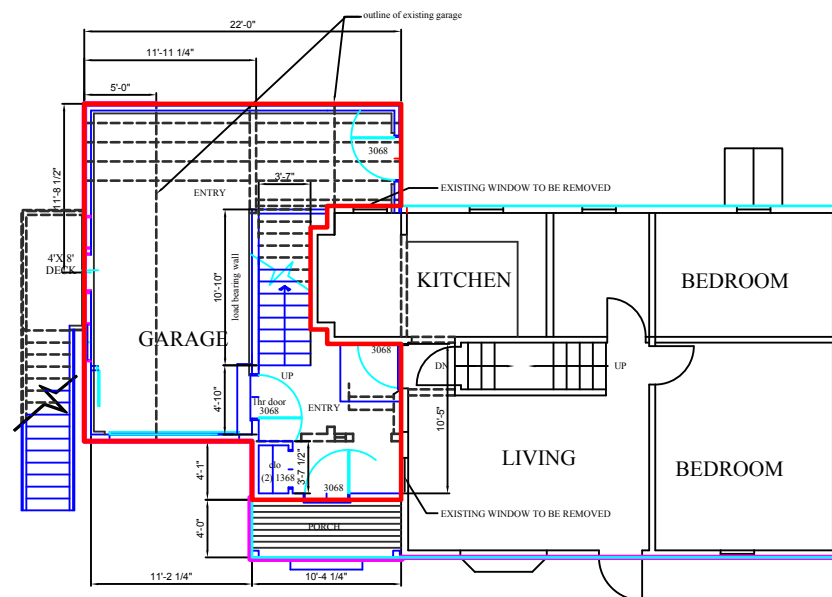 outline of existing garage
22'-0"
11'-11 1/4"
5'-0"
3068
11'-8 1/2"
3'-7"
ENTRY
EXISTING WINDOW TO BE REMOVED
4'X 8'
DECK
10'-10"
load bearing wall
KITCHEN
BEDROOM
GARAGE
3068
DN
UP
UP
1hr door
3068
ENTRY
4'-10"
10'-5"
LIVING
BEDROOM
clo
(2) 1368
3'-7 1/2"
4'-1"
3068
EXISTING WINDOW TO BE REMOVED
4'-0"
PORCH
11'-2 1/4"
10'-4 1/4"